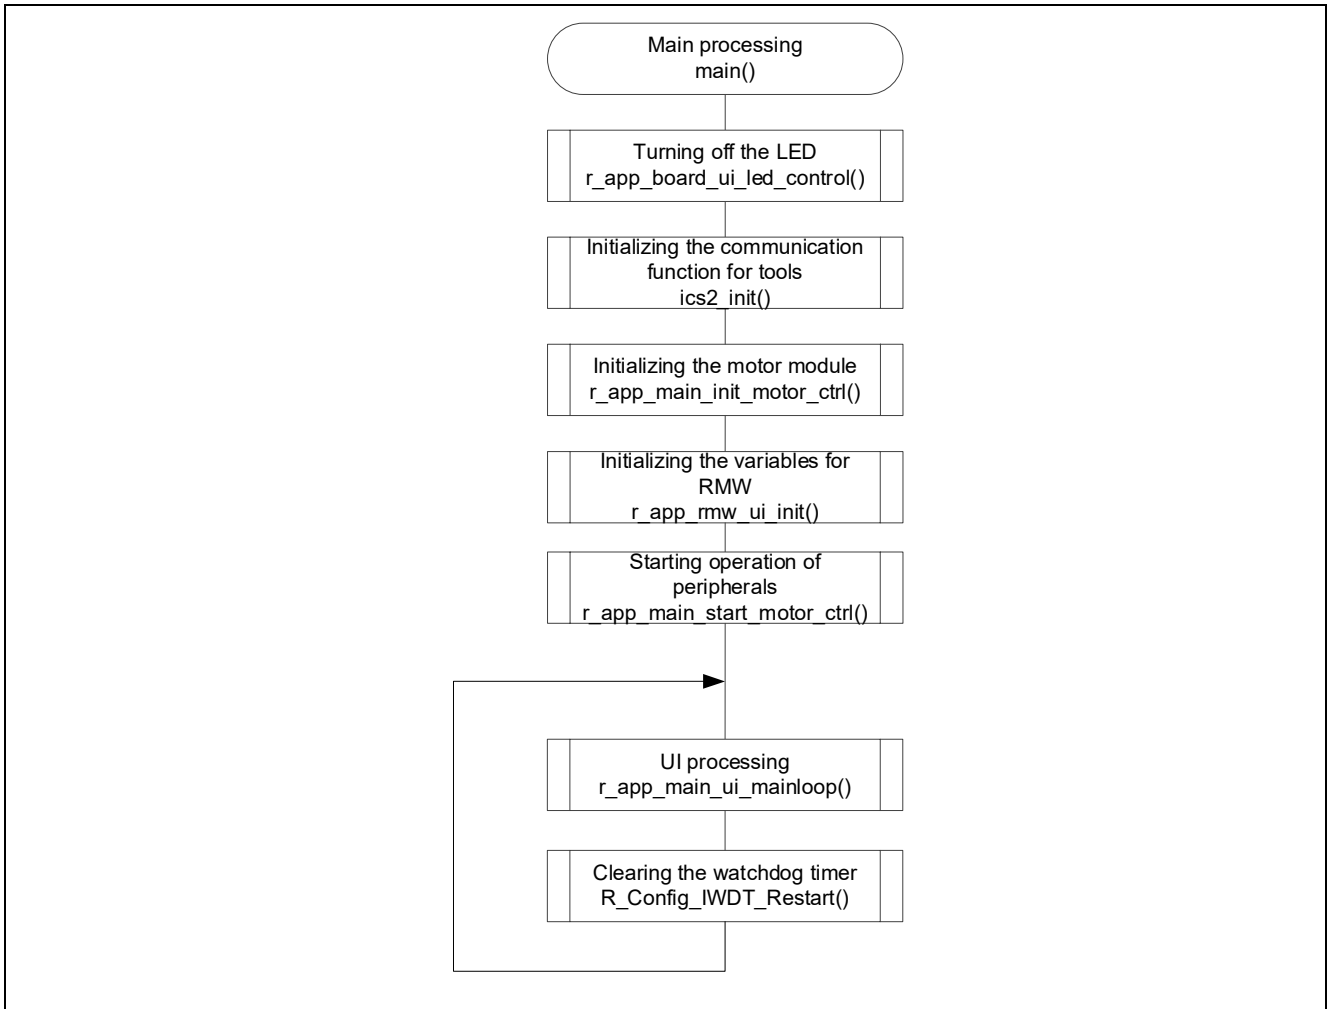 Main processing
main()
Turning off the LED
r_app_board_ui_led_control()
Initializing the communication
function for tools
ics2_init()
Initializing the motor module
r_app_main_init_motor_ctrl()
Initializing the variables for
RMW
r_app_rmw_ui_init()
Starting operation of
peripherals
r_app_main_start_motor_ctrl()
UI processing
r_app_main_ui_mainloop()
Clearing the watchdog timer
R_Config_IWDT_Restart()